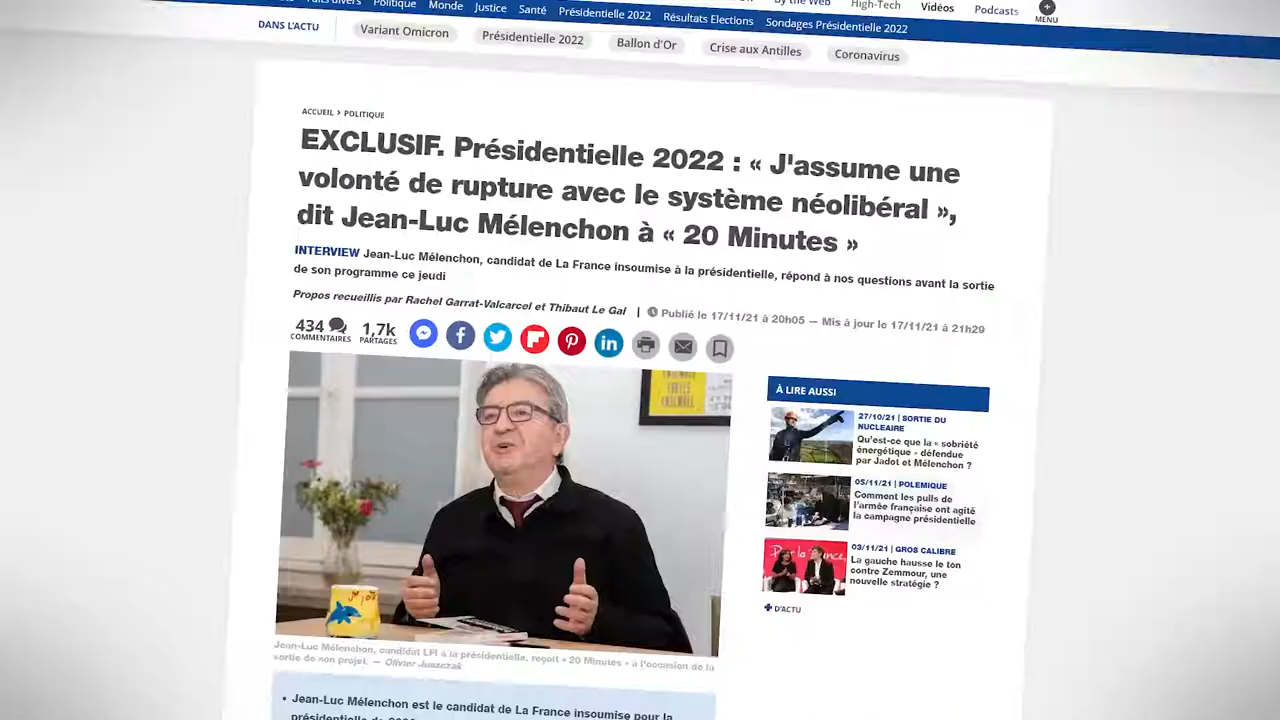 Politique Monde Justice Santé Présidentielle 2022 Résultats Elections Sondages Présidentielle 2022
by the Web High-Tech Vidéos Podcasts
MENU
DANS L'ACTU Variant Omicron Présidentielle 2022 Ballon d'Or Crise aux Antilles Coronavirus
ACCUEIL › POLITIQUE
EXCLUSIF. Présidentielle 2022 : « J'assume une
volonté de rupture avec le système néolibéral »,
dit Jean-Luc Mélenchon à « 20 Minutes »
INTERVIEW Jean-Luc Mélenchon, candidat de La France insoumise à la présidentielle, répond à nos questions avant la sortie
de son programme ce jeudi
Propos recueillis par Rachel Garrat-Valcarcel et Thibaut Le Gal | Publié le 17/11/21 à 20h05 — Mis à jour le 17/11/21 à 21h29
434 1,7k
COMMENTAIRES PARTAGES
À LIRE AUSSI
27/10/21 | SORTIE DU
NUCLEAIRE
Qu'est-ce que la « sobriété
énergétique » défendue
par Jadot et Mélenchon ?
05/11/21 | POLEMIQUE
Comment les pulls de
l'armée française ont agité
la campagne présidentielle
03/11/21 | GROS CALIBRE
La gauche hausse le ton
contre Zemmour, une
nouvelle stratégie ?
D'ACTU
Jean-Luc Mélenchon, candidat LFI à la présidentielle, reçoit « 20 Minutes » à l'occasion de la
sortie de son projet. — Olivier Juszczak
• Jean-Luc Mélenchon est le candidat de La France insoumise pour la